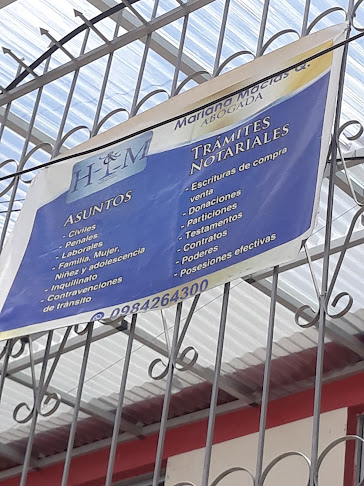 Mariana Macías Q.
ABOGADA
H&M
ASUNTOS
- Civiles
- Penales
- Laborales
- Familia, Mujer,
Niñez y adolescencia
- Inquilinato
- Contravenciones
de tránsito
TRÁMITES
NOTARIALES
- Escrituras de compra
venta
- Donaciones
- Particiones
- Testamentos
- Contratos
- Poderes
- Posesiones efectivas
0984264300